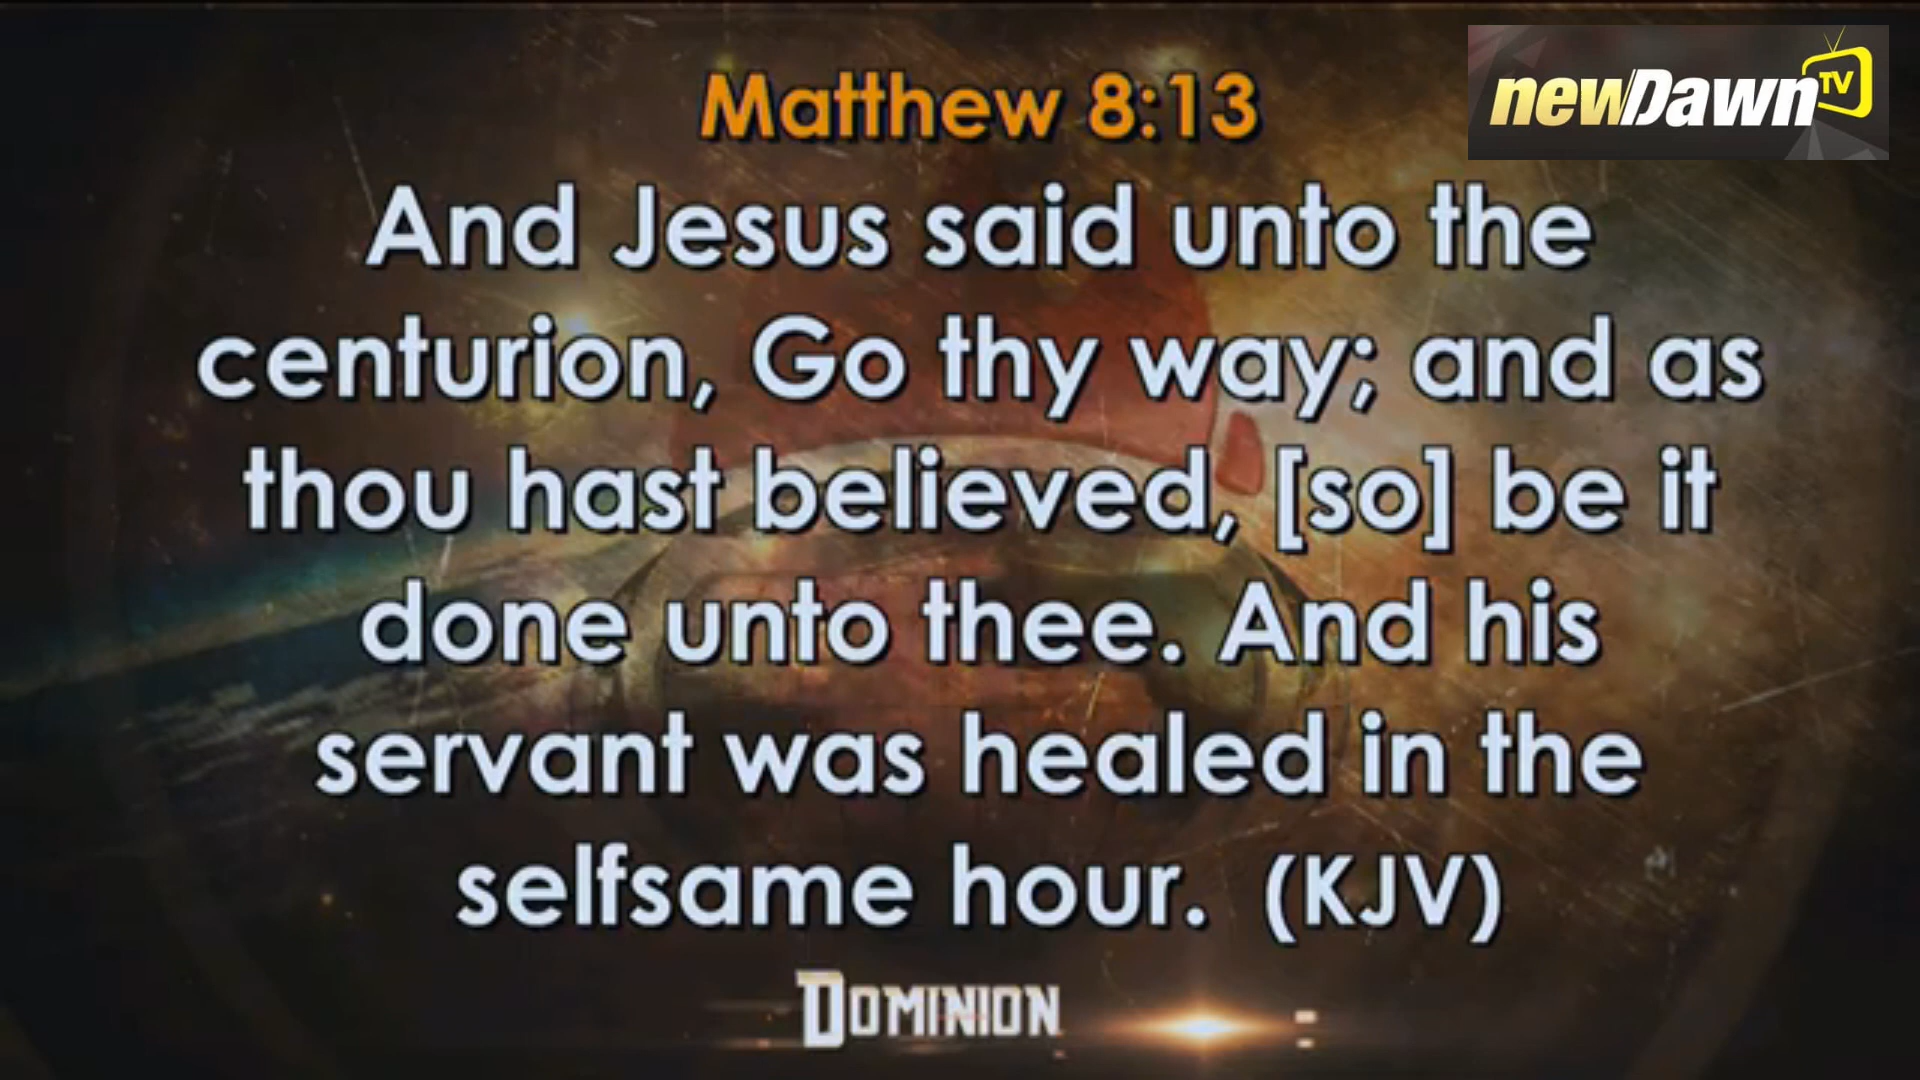 Matthew 8:13
newDawn TV
And Jesus said unto the
centurion, Go thy way; and as
thou hast believed, [so] be it
done unto thee. And his
servant was healed in the
selfsame hour. (KJV)
DOMINION